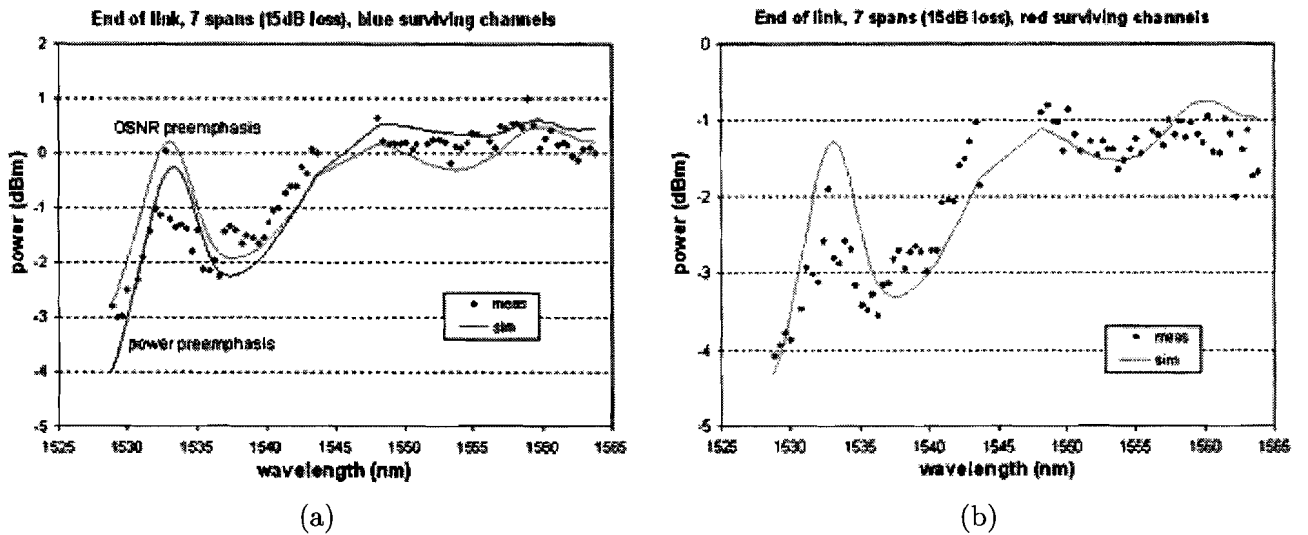 End of link, 7 spans (15dB loss), blue surviving channels
2
1
0
-1
-2
-3
-4
-5
power (dBm)
OSNR preemphasis
power preemphasis
meas
sim
1525 1530 1535 1540 1545 1550 1555 1560 1565
wavelength (nm)
(a)
End of link, 7 spans (15dB loss), red surviving channels
0
-1
-2
-3
-4
-5
power (dBm)
meas
sim
1525 1530 1535 1540 1545 1550 1555 1560 1565
wavelength (nm)
(b)